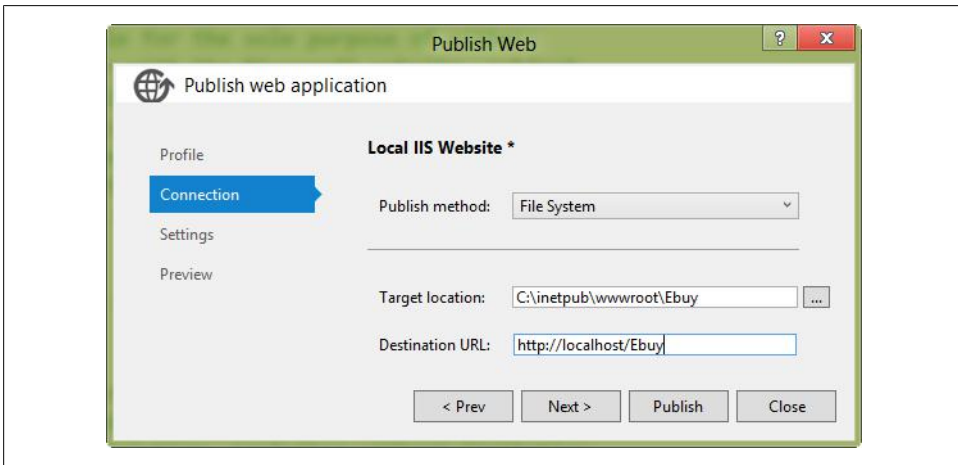 Publish Web
? x
Publish web application
Profile
Connection
Settings
Preview
Local IIS Website *
Publish method: File System
Target location: C:\inetpub\wwwroot\Ebuy ...
Destination URL: http://localhost/Ebuy
< Prev Next > Publish Close